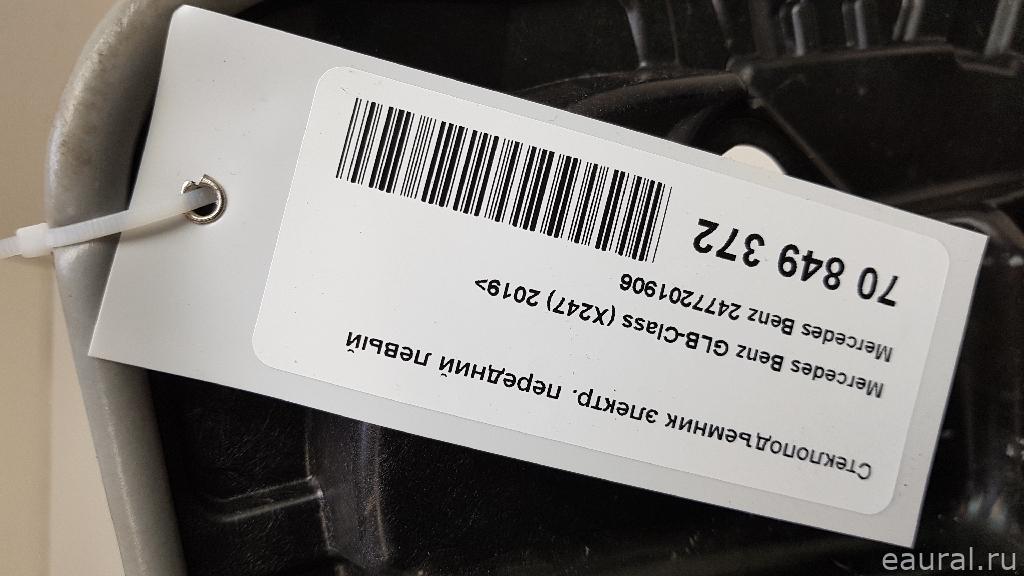 Стеклоподъемник электр. передний левый
Mercedes Benz GLB-Class (X247) 2019>
Mercedes Benz 2477201906
70 849 372
eaural.ru